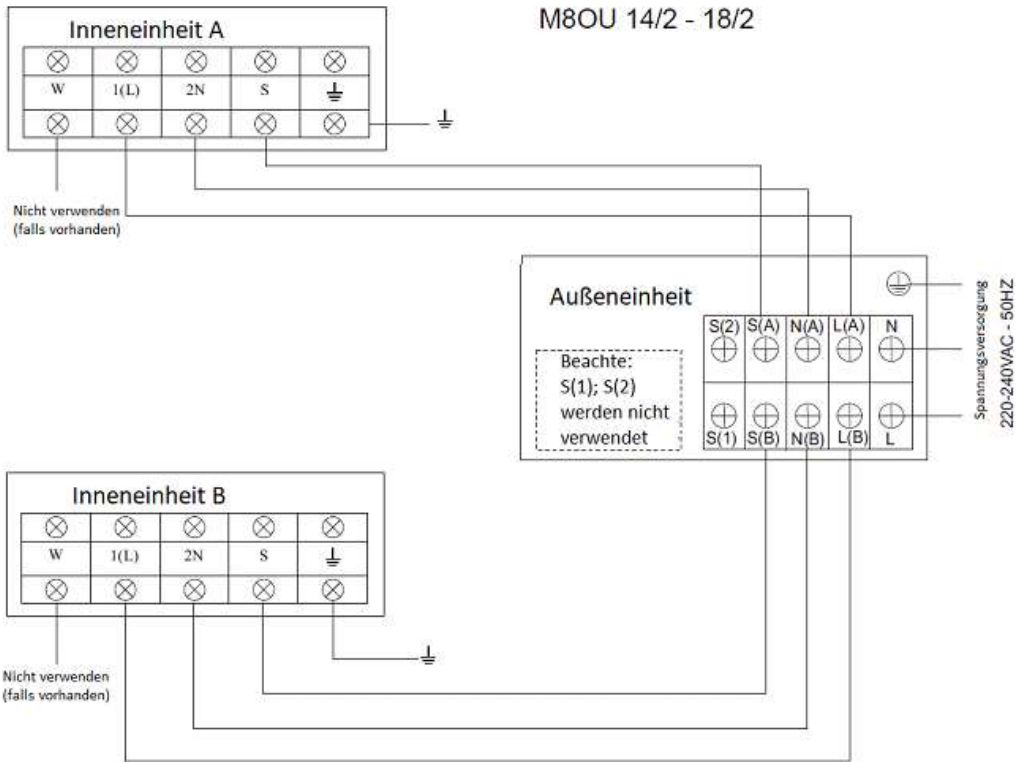 M8OU 14/2 - 18/2
Inneneinheit A
W 1(L) 2N S
Nicht verwenden
(falls vorhanden)
Außeneinheit
S(2) S(A) N(A) L(A) N
Beachte:
S(1); S(2)
werden nicht
verwendet
S(1) S(B) N(B) L(B) L
Spannungsversorgung
220-240VAC - 50HZ
Inneneinheit B
W 1(L) 2N S
Nicht verwenden
(falls vorhanden)